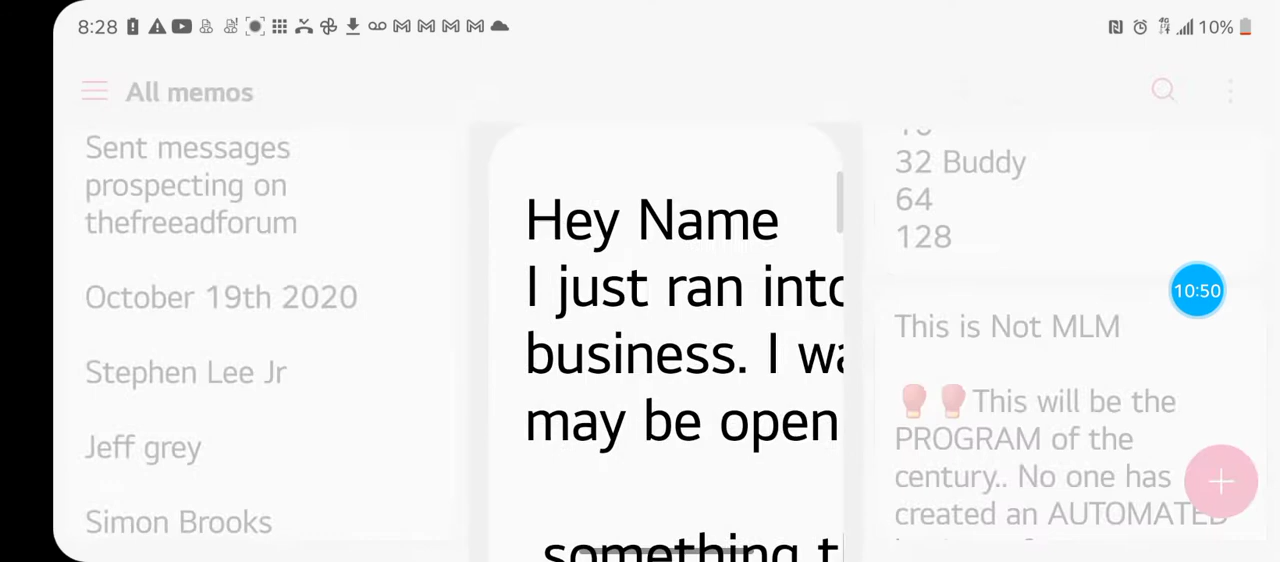 8:28
10%
All memos
Sent messages
prospecting on
thefreeadforum
October 19th 2020
Stephen Lee Jr
Jeff grey
Simon Brooks
Hey Name
I just ran into
business. I wa
may be open
something t
32 Buddy
64
128
10:50
This is Not MLM
🥊🥊This will be the
PROGRAM of the
century.. No one has
created an AUTOMATED